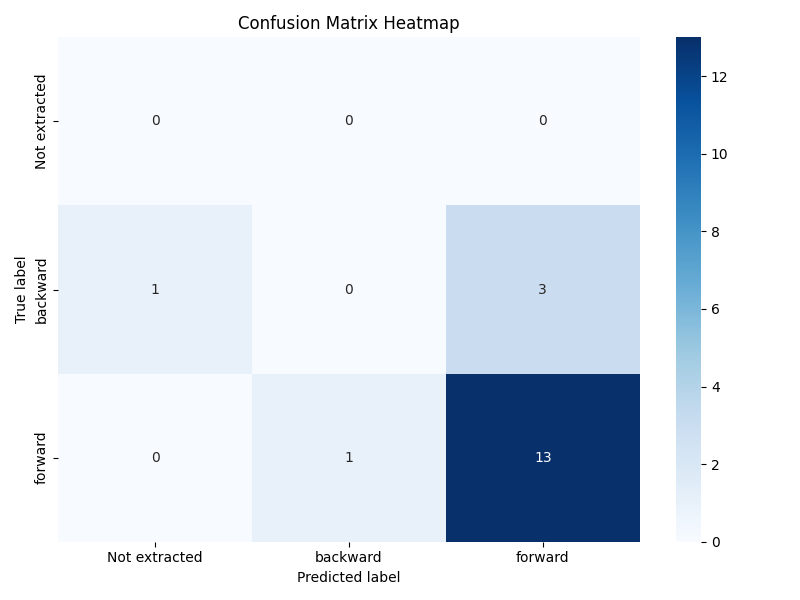 Confusion Matrix Heatmap
Not extracted
0 0 0
backward
1 0 3
forward
0 1 13
True label
Not extracted backward forward
Predicted label
12
10
8
6
4
2
0